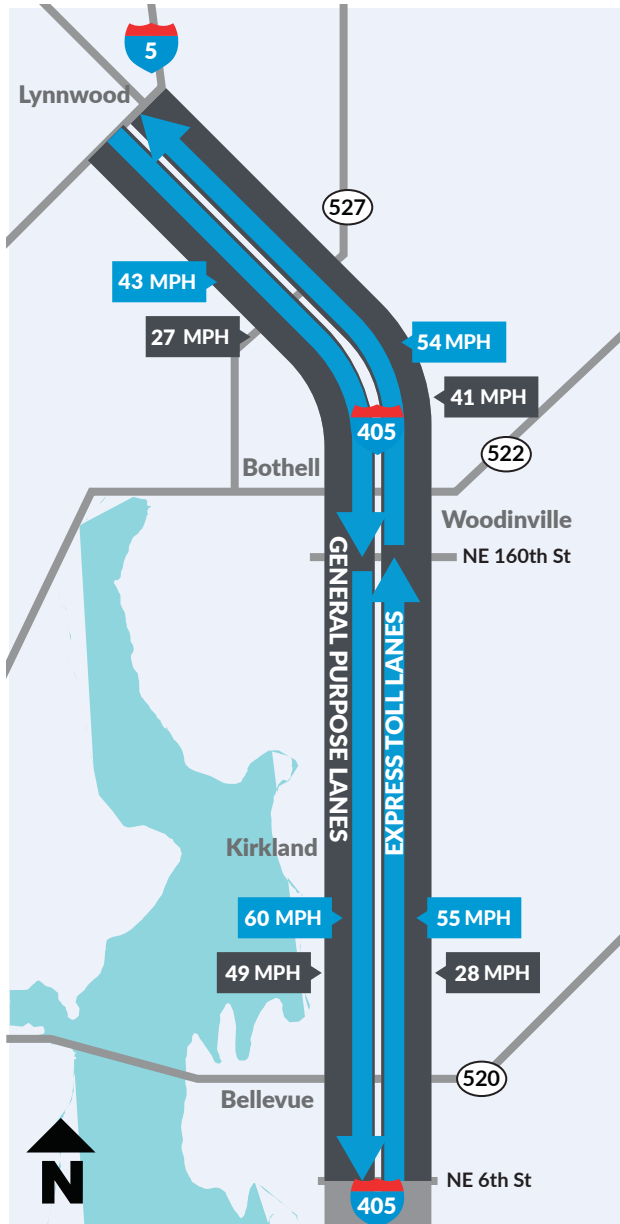 5
Lynnwood
527
43 MPH
27 MPH
54 MPH
41 MPH
405
522
Bothell
Woodinville
NE 160th St
GENERAL PURPOSE LANES
EXPRESS TOLL LANES
Kirkland
60 MPH
55 MPH
49 MPH
28 MPH
520
Bellevue
N
NE 6th St
405